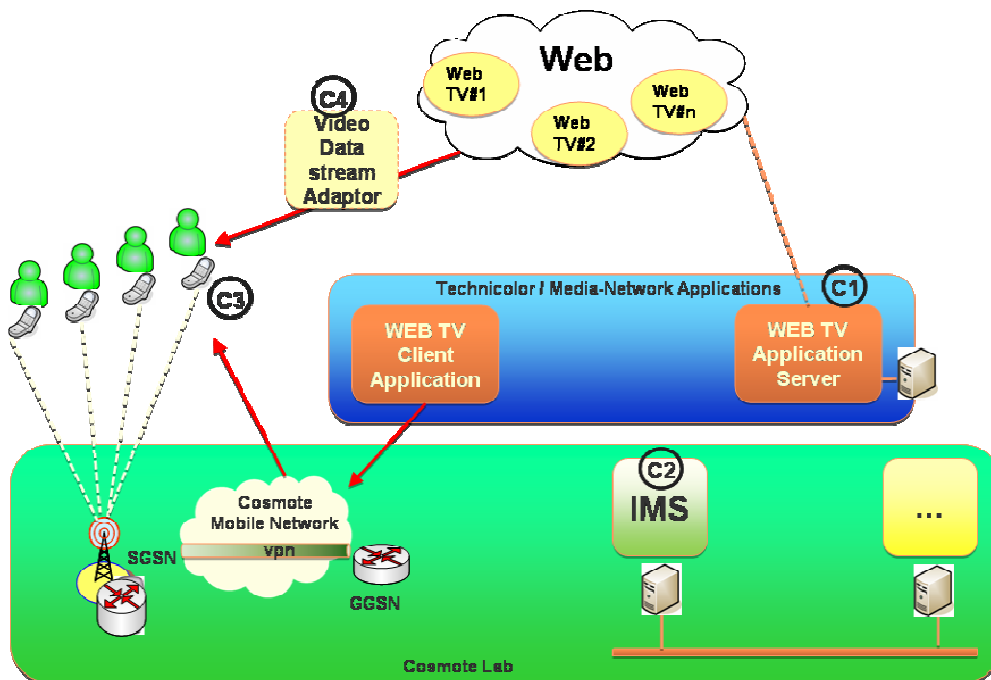 Web
Web
TV#1
Web
TV#2
Web
TV#n
C4
Video
Data
stream
Adaptor
C3
Technicolor / Media-Network Applications
C1
WEB TV
Client
Application
WEB TV
Application
Server
Cosmote
Mobile Network
vpn
SGSN
GGSN
C2
IMS
...
Cosmote Lab